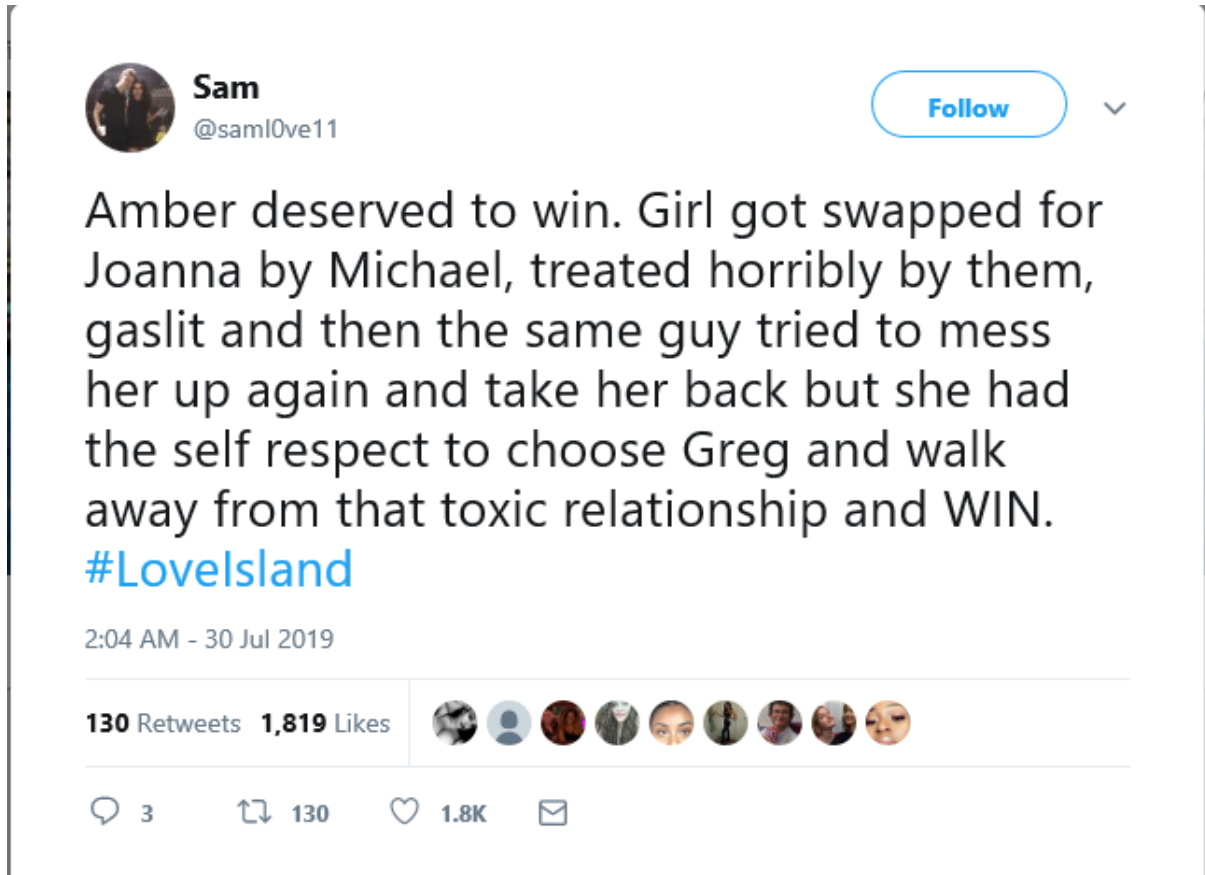 Sam
@saml0ve11
Follow
Amber deserved to win. Girl got swapped for
Joanna by Michael, treated horribly by them,
gaslit and then the same guy tried to mess
her up again and take her back but she had
the self respect to choose Greg and walk
away from that toxic relationship and WIN.
#LoveIsland
2:04 AM - 30 Jul 2019
130 Retweets 1,819 Likes
3 130 1.8K